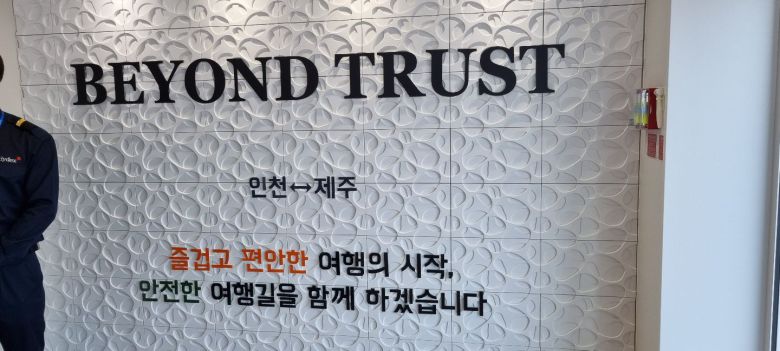 BEYOND TRUST
인천↔제주
즐겁고 편안한 여행의 시작,
안전한 여행길을 함께 하겠습니다